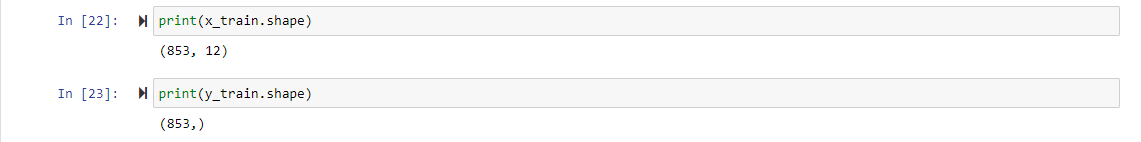 In [22]: print(x_train.shape)
(853, 12)
In [23]: print(y_train.shape)
(853,)